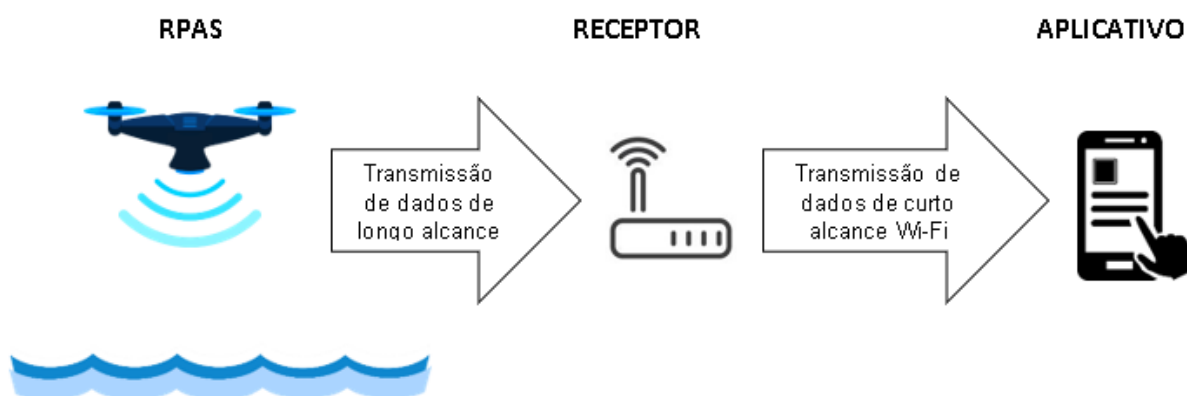 RPAS
RECEPTOR
APLICATIVO
Transmissão
de dados de
longo alcance
Transmissão de
dados de curto
alcance Wi-Fi